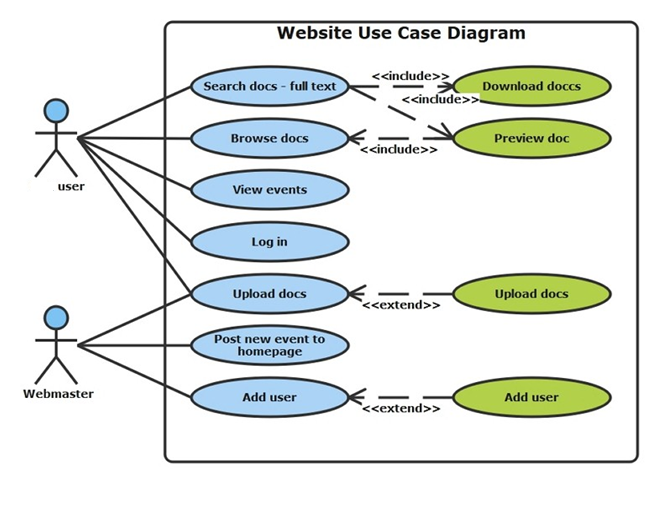 Website Use Case Diagram
Search docs - full text
<<include>>
Download doccs
<<include>>
Browse docs
<<include>>
Preview doc
user
View events
Log in
Upload docs
<<extend>>
Upload docs
Post new event to
homepage
Webmaster
Add user
<<extend>>
Add user